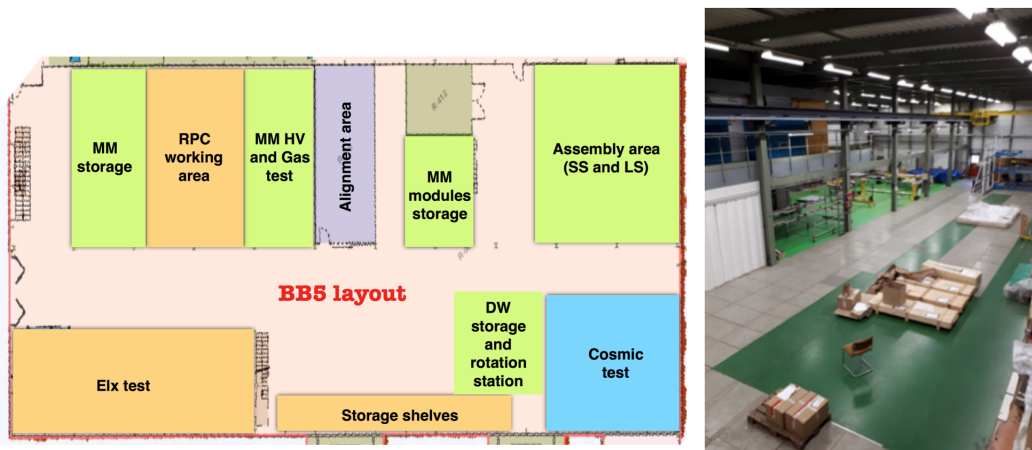 MM
storage
RPC
working
area
MM HV
and Gas
test
Alignment area
R-412
MM
modules
storage
Assembly area
(SS and LS)
BB5 layout
DW
storage
and
rotation
station
Cosmic
test
Elx test
Storage shelves